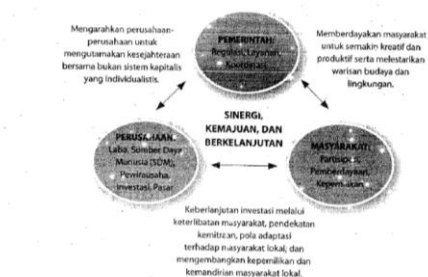 Mengarahkan perusahaan-
perusahaan untuk
mengutamakan kesejahteraan
bersama bukan sistem kapitalis
yang individualistis.
PEMERINTAH:
Regulasi, Layanan,
Koordinasi
Memberdayakan masyarakat
untuk semakin kreatif dan
produktif serta melestarikan
warisan budaya dan
lingkungan.
SINERGI,
KEMAJUAN, DAN
BERKELANJUTAN
PERUSAHAAN:
Laba, Sumber Daya
Manusia (SDM),
Pewirausaha,
Investasi, Pasar
MASYARAKAT:
Partisipasi,
Pemberdayaan,
Kepemilikan
Keberlanjutan investasi melalui
keterlibatan masyarakat, pendekatan
kemitraan, pola adaptasi
terhadap masyarakat lokal, dan
mengembangkan kepemilikan dan
kemandirian masyarakat lokal.